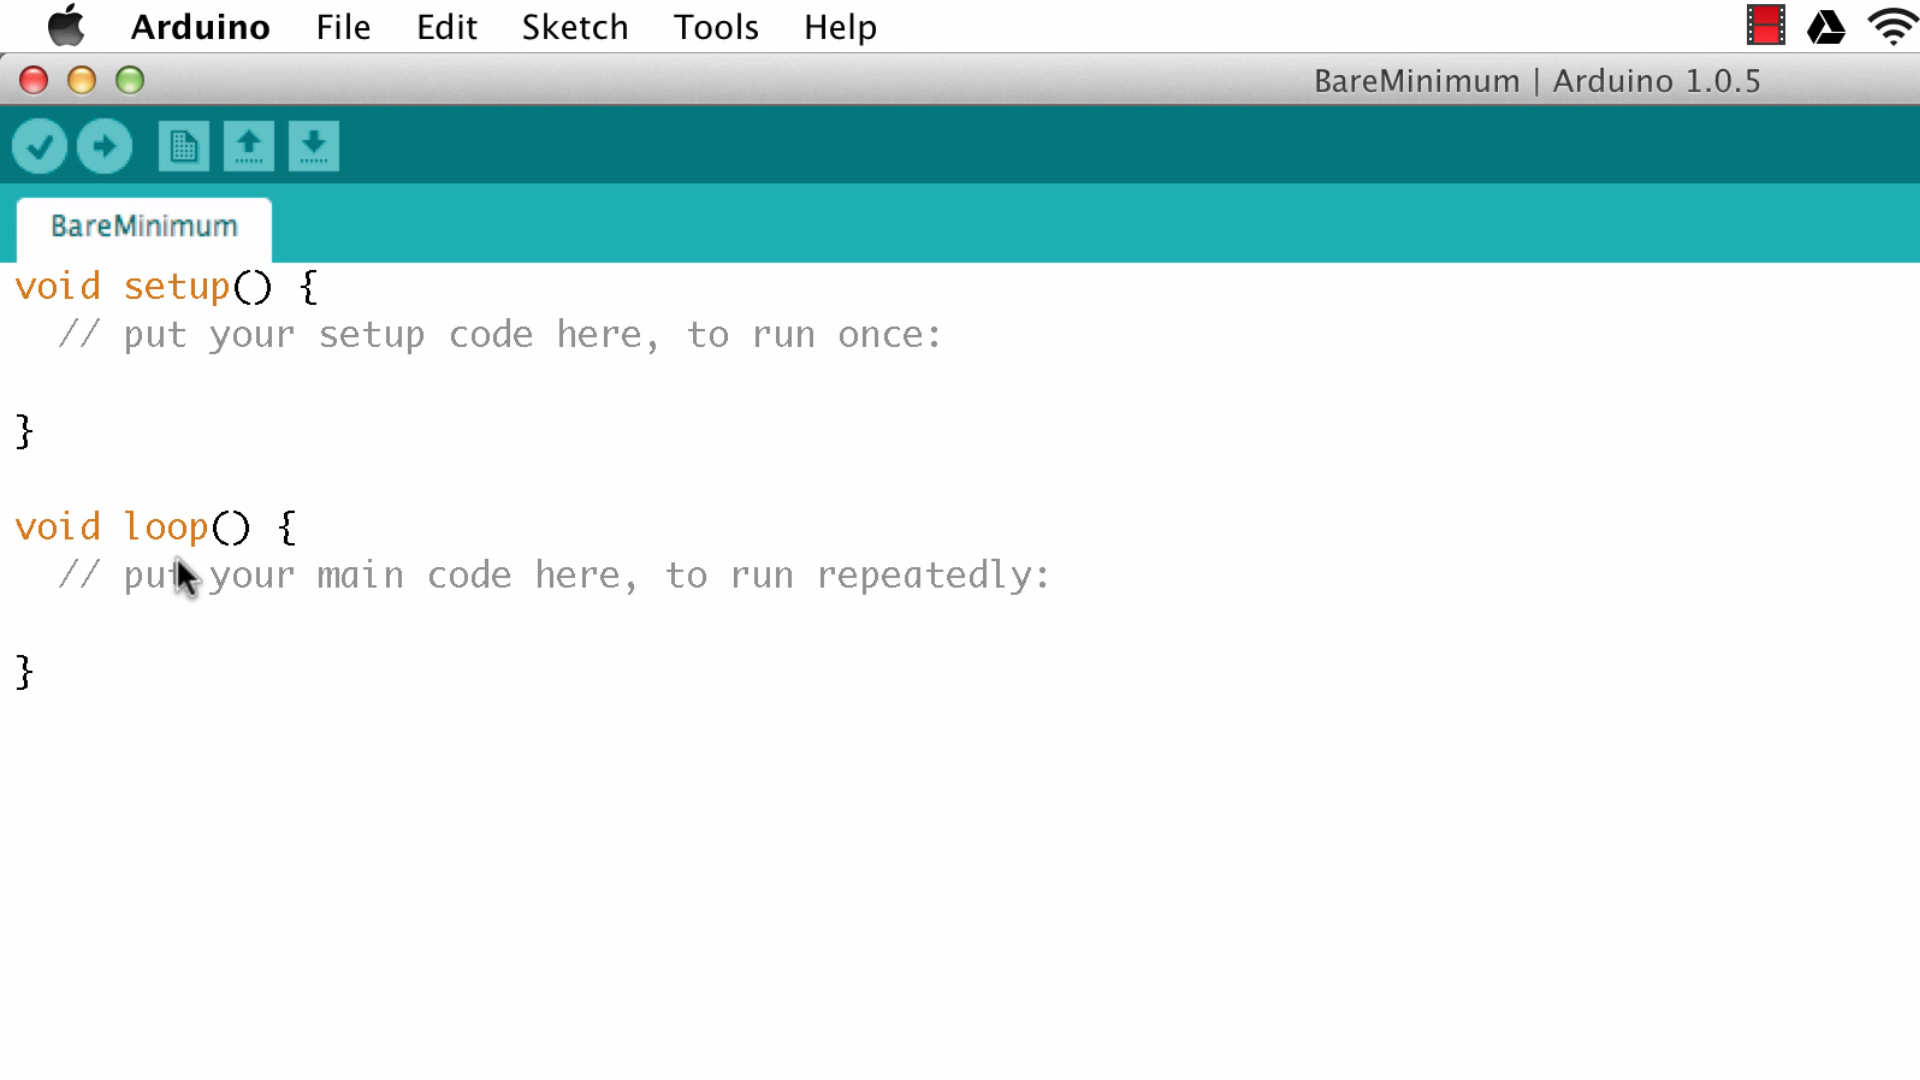 Arduino File Edit Sketch Tools Help
BareMinimum | Arduino 1.0.5
BareMinimum
void setup() {
// put your setup code here, to run once:
}
void loop() {
// put your main code here, to run repeatedly:
}